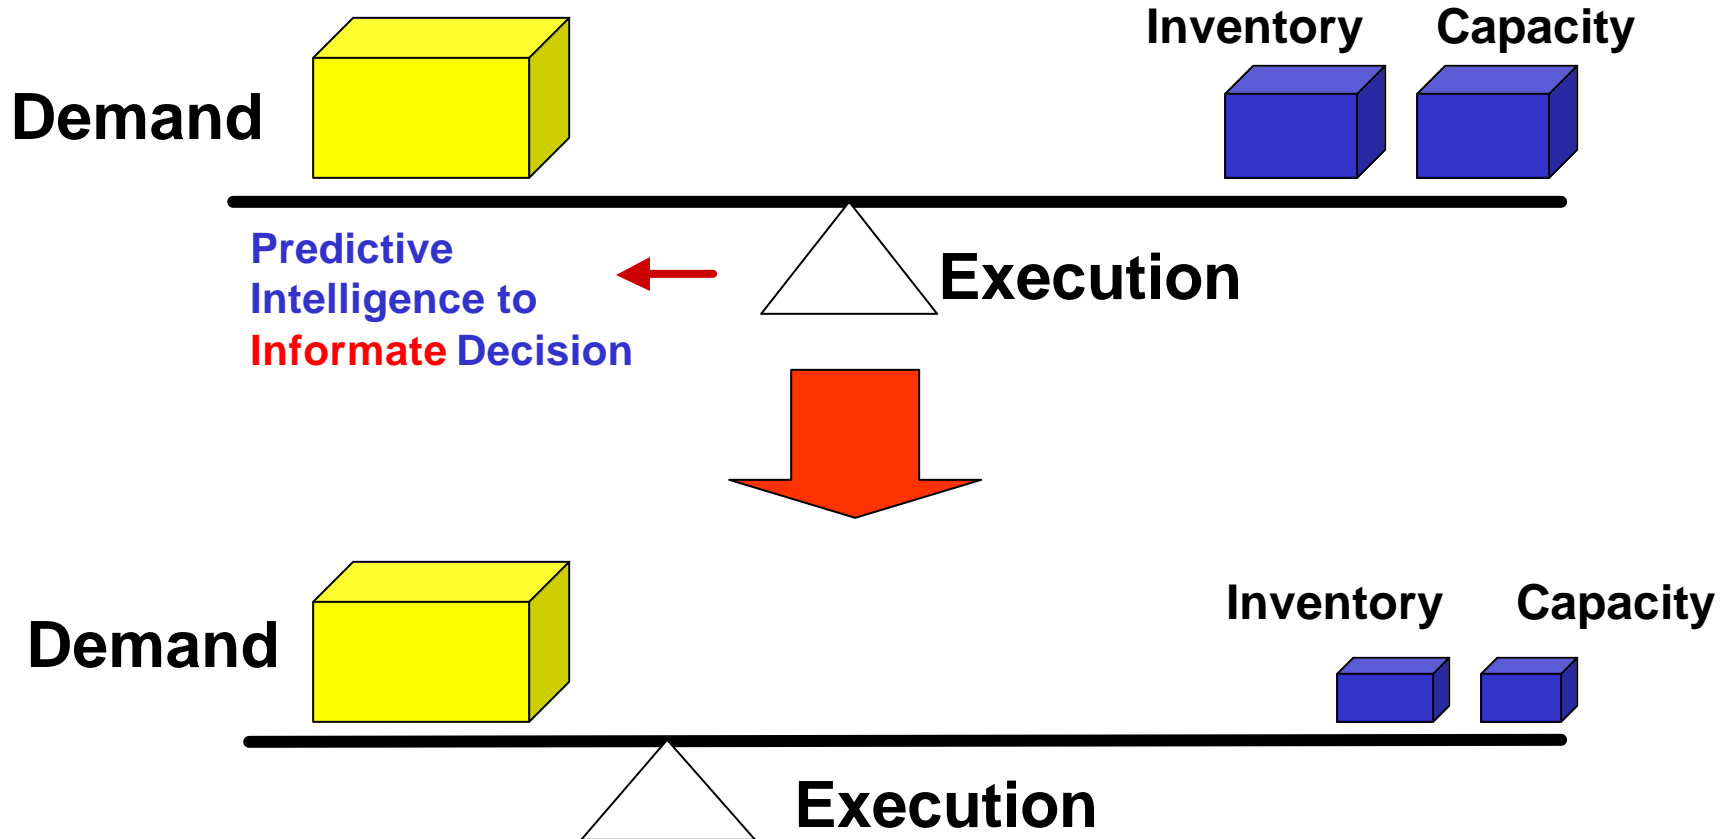 Inventory Capacity
Demand
Predictive
Intelligence to
Informate Decision
Execution
Inventory Capacity
Demand
Execution